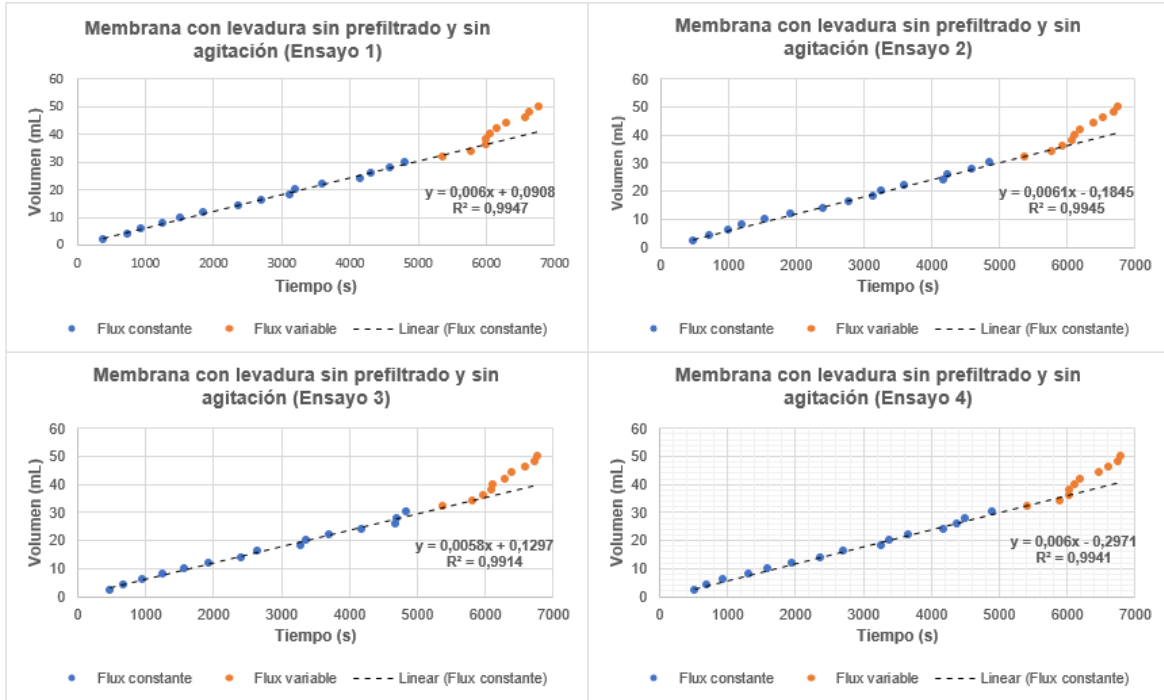 Membrana con levadura sin prefiltrado y sin
agitación (Ensayo 1)
Volumen (mL)
60
50
40
30
20
10
0
y = 0,006x + 0,0908
R² = 0,9947
0 1000 2000 3000 4000 5000 6000 7000
Tiempo (s)
Flux constante Flux variable Linear (Flux constante)
Membrana con levadura sin prefiltrado y sin
agitación (Ensayo 2)
Volumen (mL)
60
50
40
30
20
10
0
y = 0,0061x - 0,1845
R² = 0,9945
0 1000 2000 3000 4000 5000 6000 7000
Tiempo (s)
Flux constante Flux variable Linear (Flux constante)
Membrana con levadura sin prefiltrado y sin
agitación (Ensayo 3)
Volumen (mL)
60
50
40
30
20
10
0
y = 0,0058x + 0,1297
R² = 0,9914
0 1000 2000 3000 4000 5000 6000 7000
Tiempo (s)
Flux constante Flux variable Linear (Flux constante)
Membrana con levadura sin prefiltrado y sin
agitación (Ensayo 4)
Volumen (mL)
60
50
40
30
20
10
0
y = 0,006x - 0,2971
R² = 0,9941
0 1000 2000 3000 4000 5000 6000 7000
Tiempo (s)
Flux constante Flux variable Linear (Flux constante)